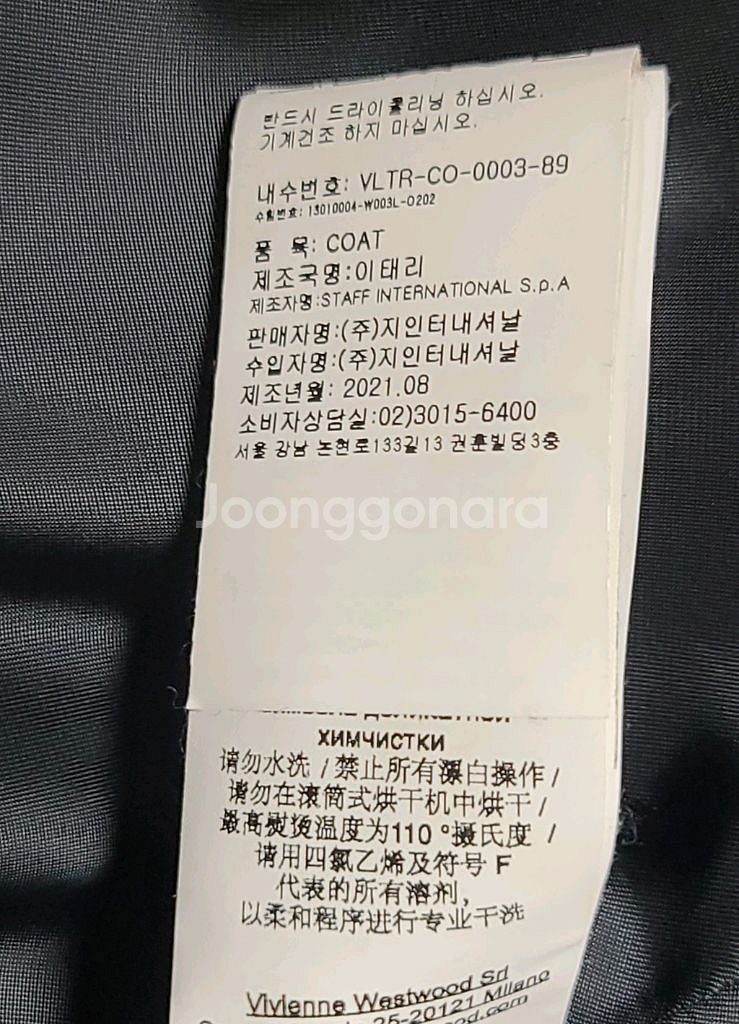 반드시 드라이클리닝 하십시오.
기계건조 하지 마십시오.
내수번호: VLTR-CO-0003-89
수출번호: 13010004-W003L-O202
품 목: COAT
제조국명:이태리
제조자명:STAFF INTERNATIONAL S.p.A
판매자명:(주)지인터내셔날
수입자명:(주)지인터내셔날
제조년월: 2021.08
소비자상담실:02)3015-6400
서울 강남 논현로133길13 권훈빌딩3층
Joonggonara
ХИМЧИСТКИ
请勿水洗 / 禁止所有漂白操作 /
请勿在滚筒式烘干机中烘干 /
最高熨烫温度为110 °摄氏度 /
请用四氯乙烯及符号 F
代表的所有溶剂,
以柔和程序进行专业干洗
Vivienne Westwood Srl
25-20121 Milano